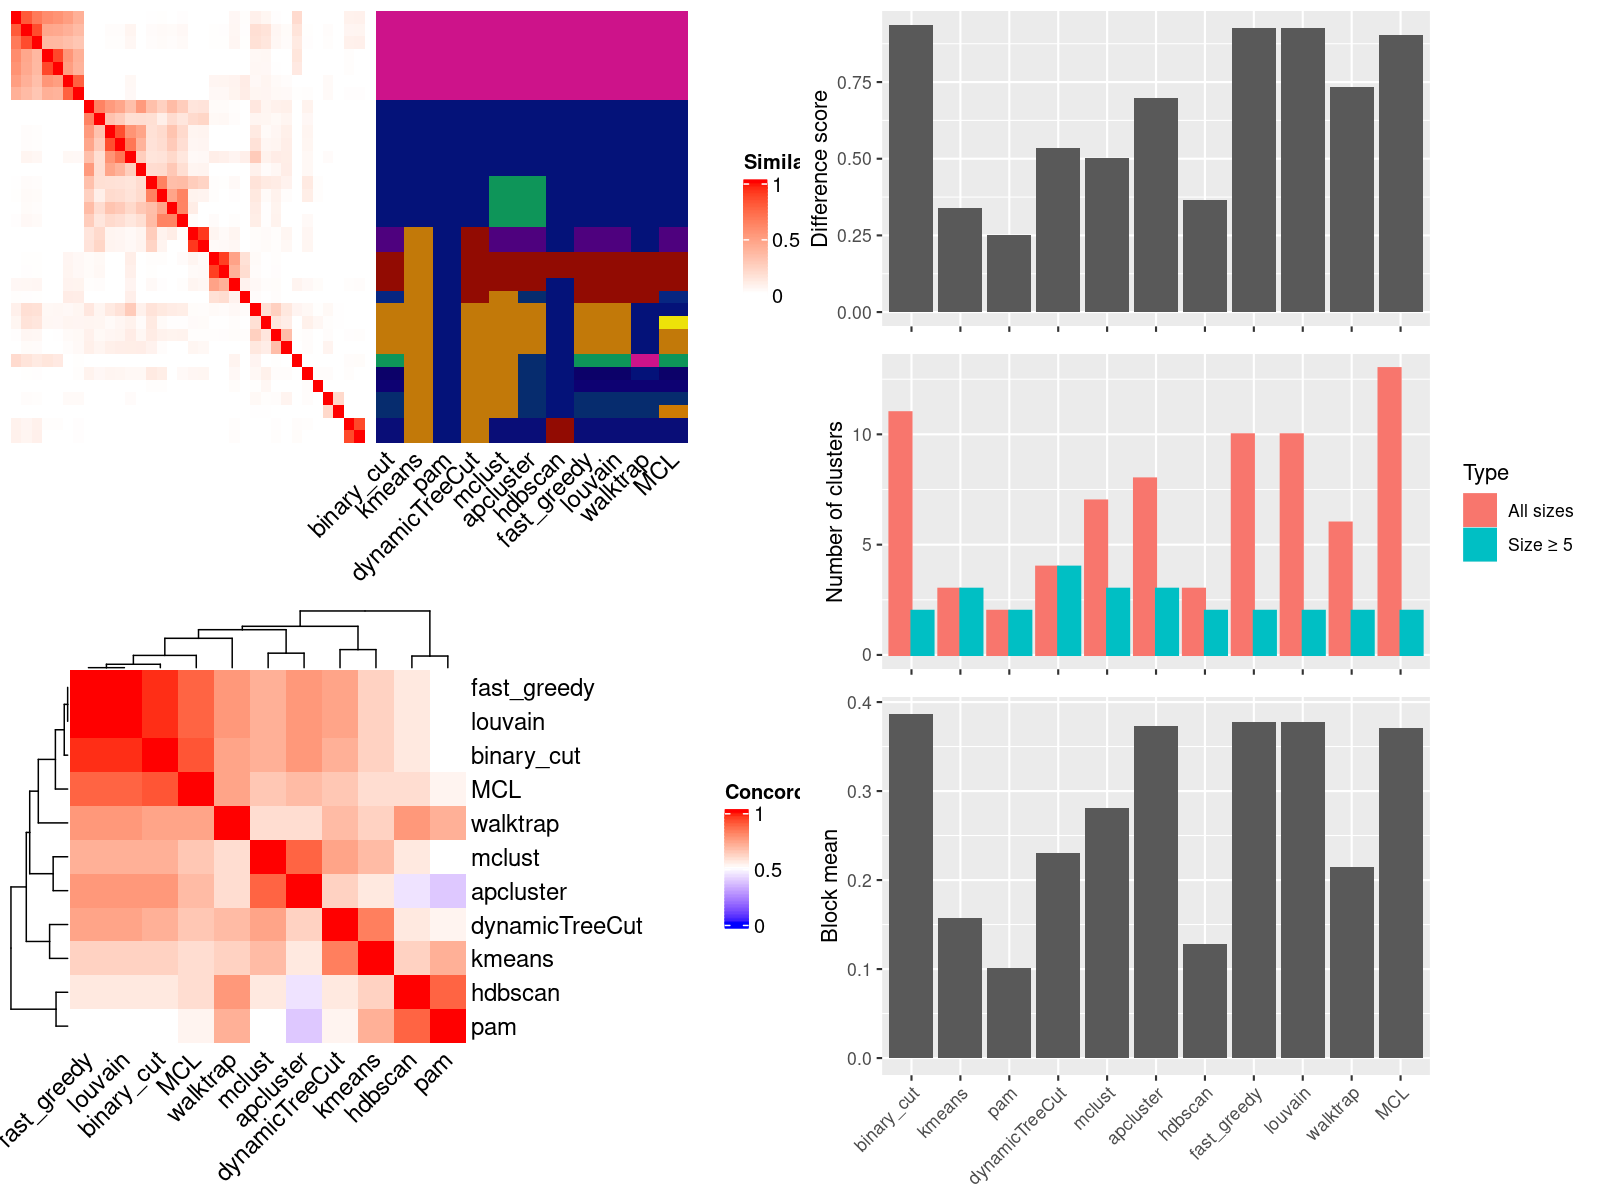 Simila
1
0.5
0
binary_cut
kmeans
pam
dynamicTreeCut
mclust
apcluster
hdbscan
fast_greedy
louvain
walktrap
MCL
fast_greedy
louvain
binary_cut
MCL
walktrap
mclust
apcluster
dynamicTreeCut
kmeans
hdbscan
pam
Concord
1
0.5
0
fast_greedy
louvain
binary_cut
MCL
walktrap
mclust
apcluster
dynamicTreeCut
kmeans
hdbscan
pam
Difference score
0.75
0.50
0.25
0.00
Number of clusters
10
5
0
Type
All sizes
Size ≥ 5
Block mean
0.4
0.3
0.2
0.1
0.0
binary_cut
kmeans
pam
dynamicTreeCut
mclust
apcluster
hdbscan
fast_greedy
louvain
walktrap
MCL